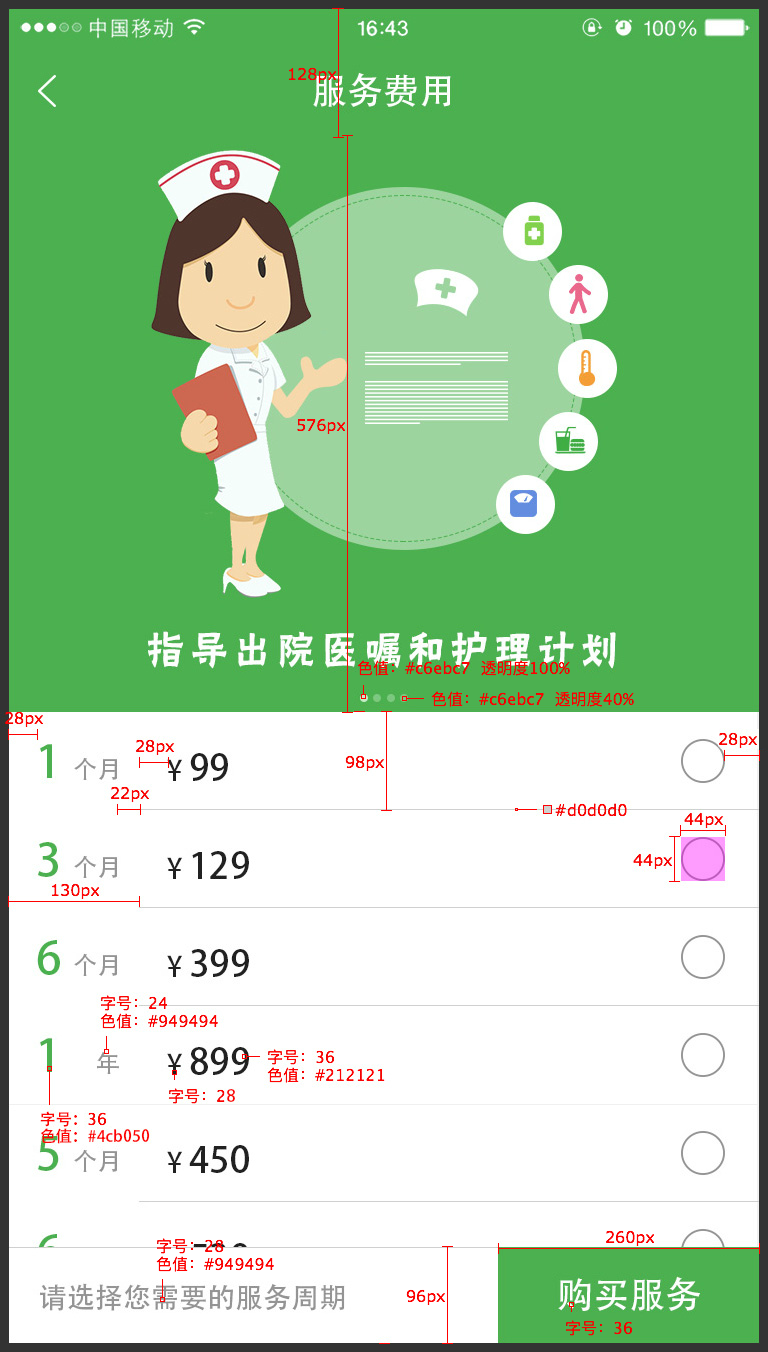 中国移动 16:43 100%
128px
服务费用
576px
指导出院医嘱和护理计划
色值：#c6ebc7 透明度100%
色值：#c6ebc7 透明度40%
28px
28px
28px
1 个月 ¥ 99
98px
22px
#d0d0d0
44px
3 个月 ¥ 129
44px
130px
6 个月 ¥ 399
字号：24
色值：#949494
1 年 ¥ 899
字号：36
色值：#212121
字号：28
字号：36
色值：#4cb050
5 个月 ¥ 450
字号：28
色值：#949494
260px
请选择您需要的服务周期
96px
购买服务
字号：36